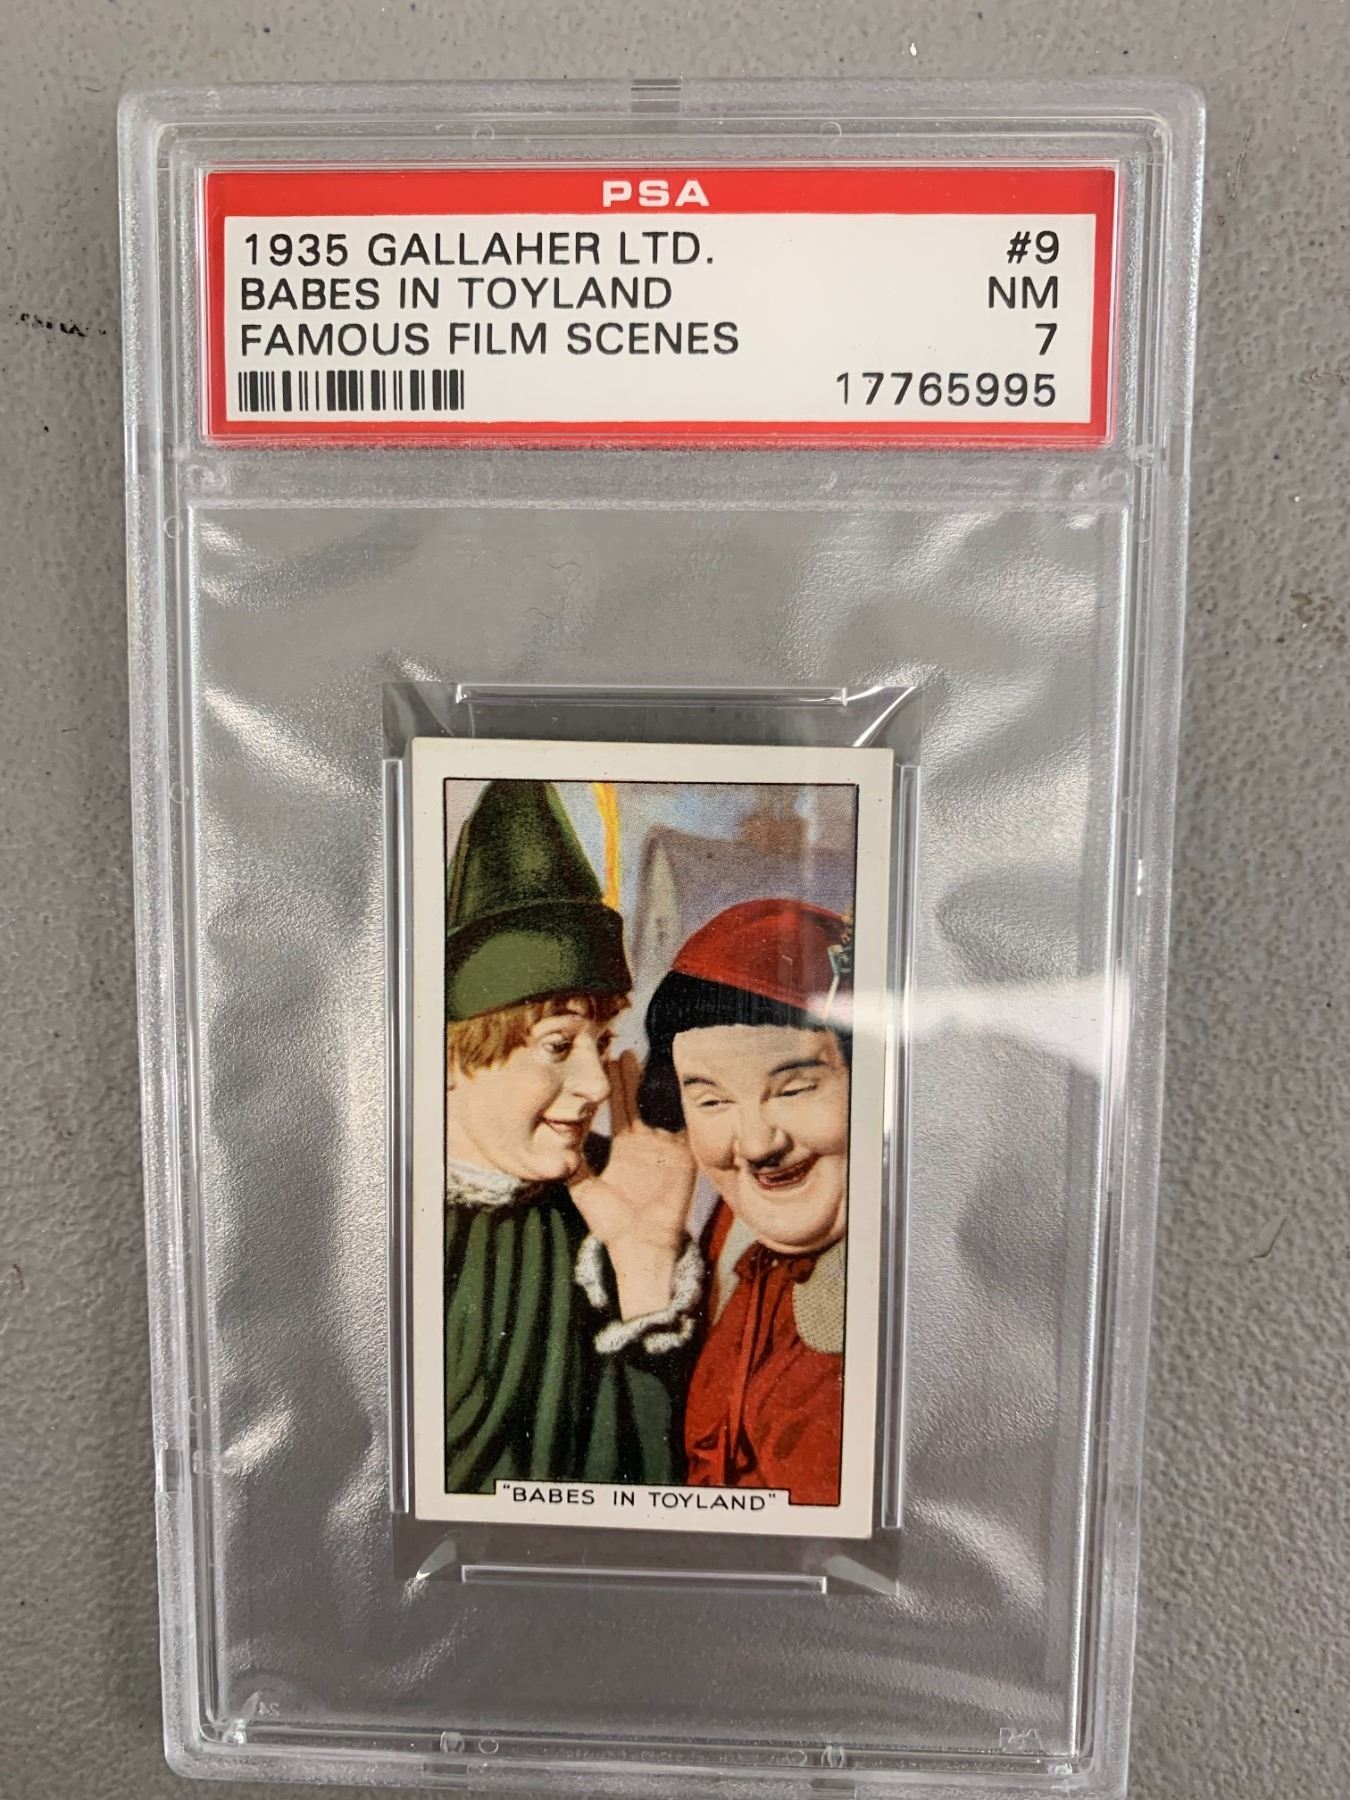 PSA
1935 GALLAHER LTD. #9
BABES IN TOYLAND NM
FAMOUS FILM SCENES 7
17765995
"BABES IN TOYLAND"